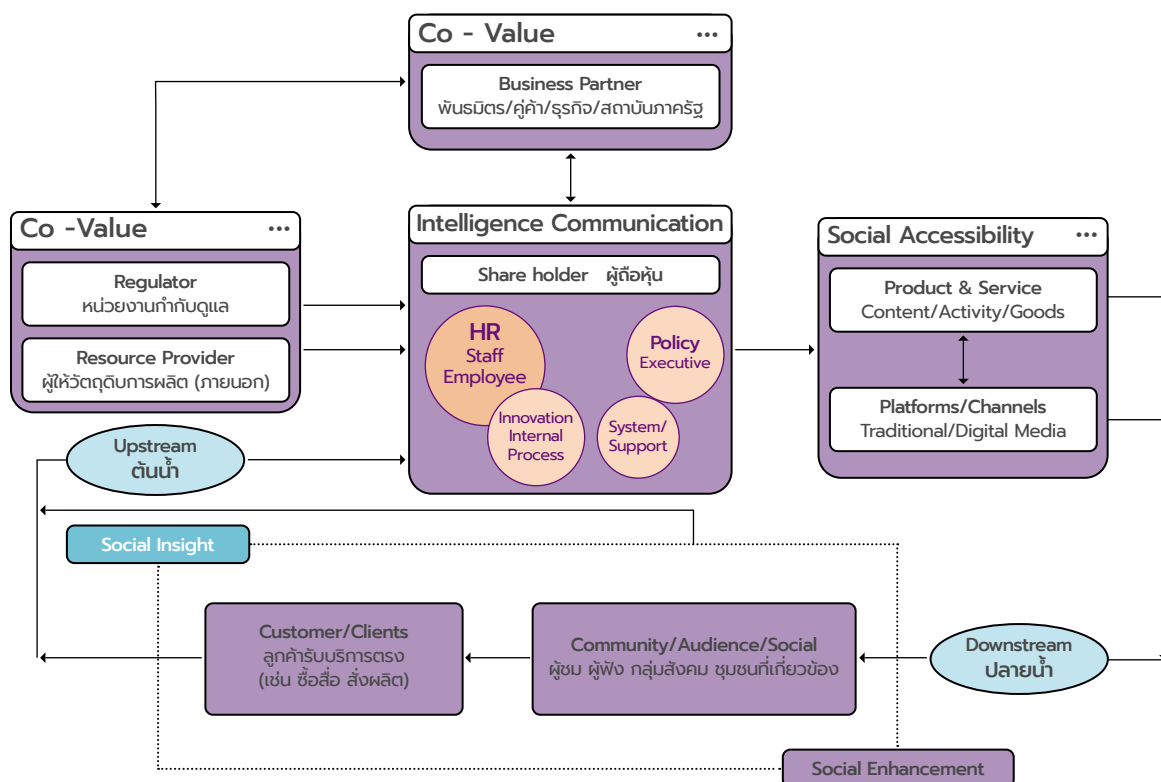 Co - Value
Business Partner
พันธมิตร/คู่ค้า/ธุรกิจ/สถาบันภาครัฐ
Co -Value
Regulator
หน่วยงานกำกับดูแล
Resource Provider
ผู้ให้วัตถุดิบการผลิต (ภายนอก)
Intelligence Communication
Share holder ผู้ถือหุ้น
HR
Staff
Employee
Policy
Executive
Innovation
Internal
Process
System/
Support
Social Accessibility
Product & Service
Content/Activity/Goods
Platforms/Channels
Traditional/Digital Media
Upstream
ต้นน้ำ
Social Insight
Customer/Clients
ลูกค้ารับบริการตรง
(เช่น ซื้อสื่อ สั่งผลิต)
Community/Audience/Social
ผู้ชม ผู้ฟัง กลุ่มสังคม ชุมชนที่เกี่ยวข้อง
Downstream
ปลายน้ำ
Social Enhancement